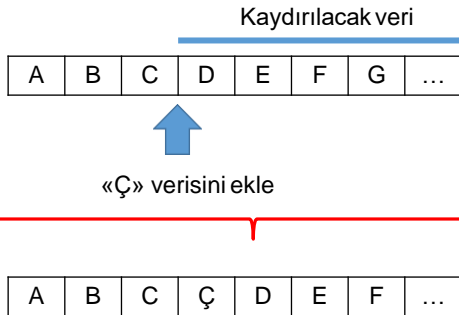 Kaydırılacak veri
A B C D E F G ...
«Ç» verisini ekle
A B C Ç D E F ...